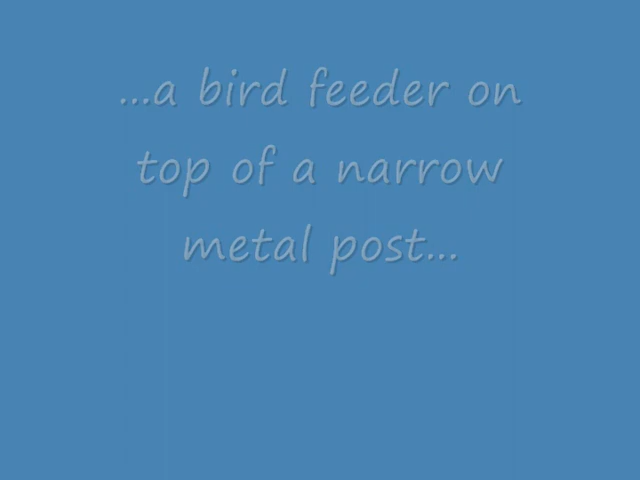 ...a bird feeder on
top of a narrow
metal post...